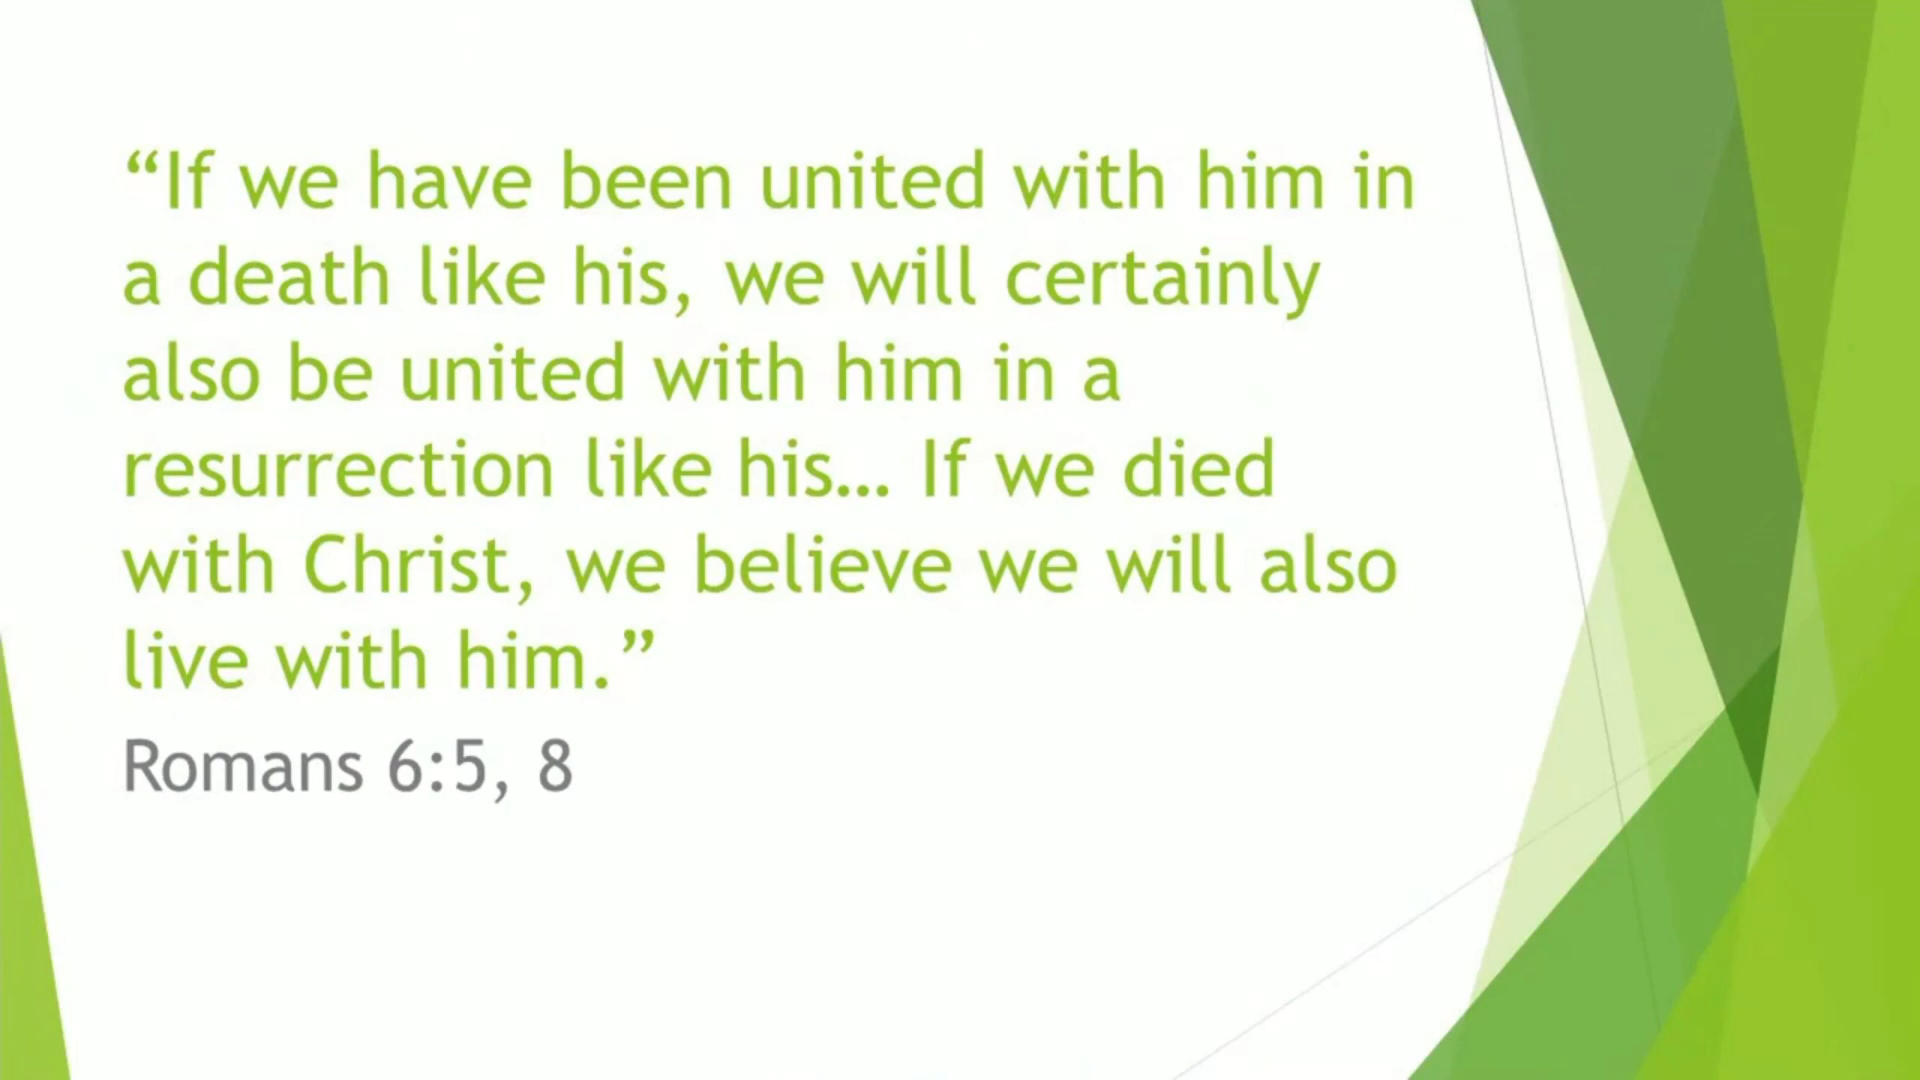 “If we have been united with him in
a death like his, we will certainly
also be united with him in a
resurrection like his… If we died
with Christ, we believe we will also
live with him.”
Romans 6:5, 8